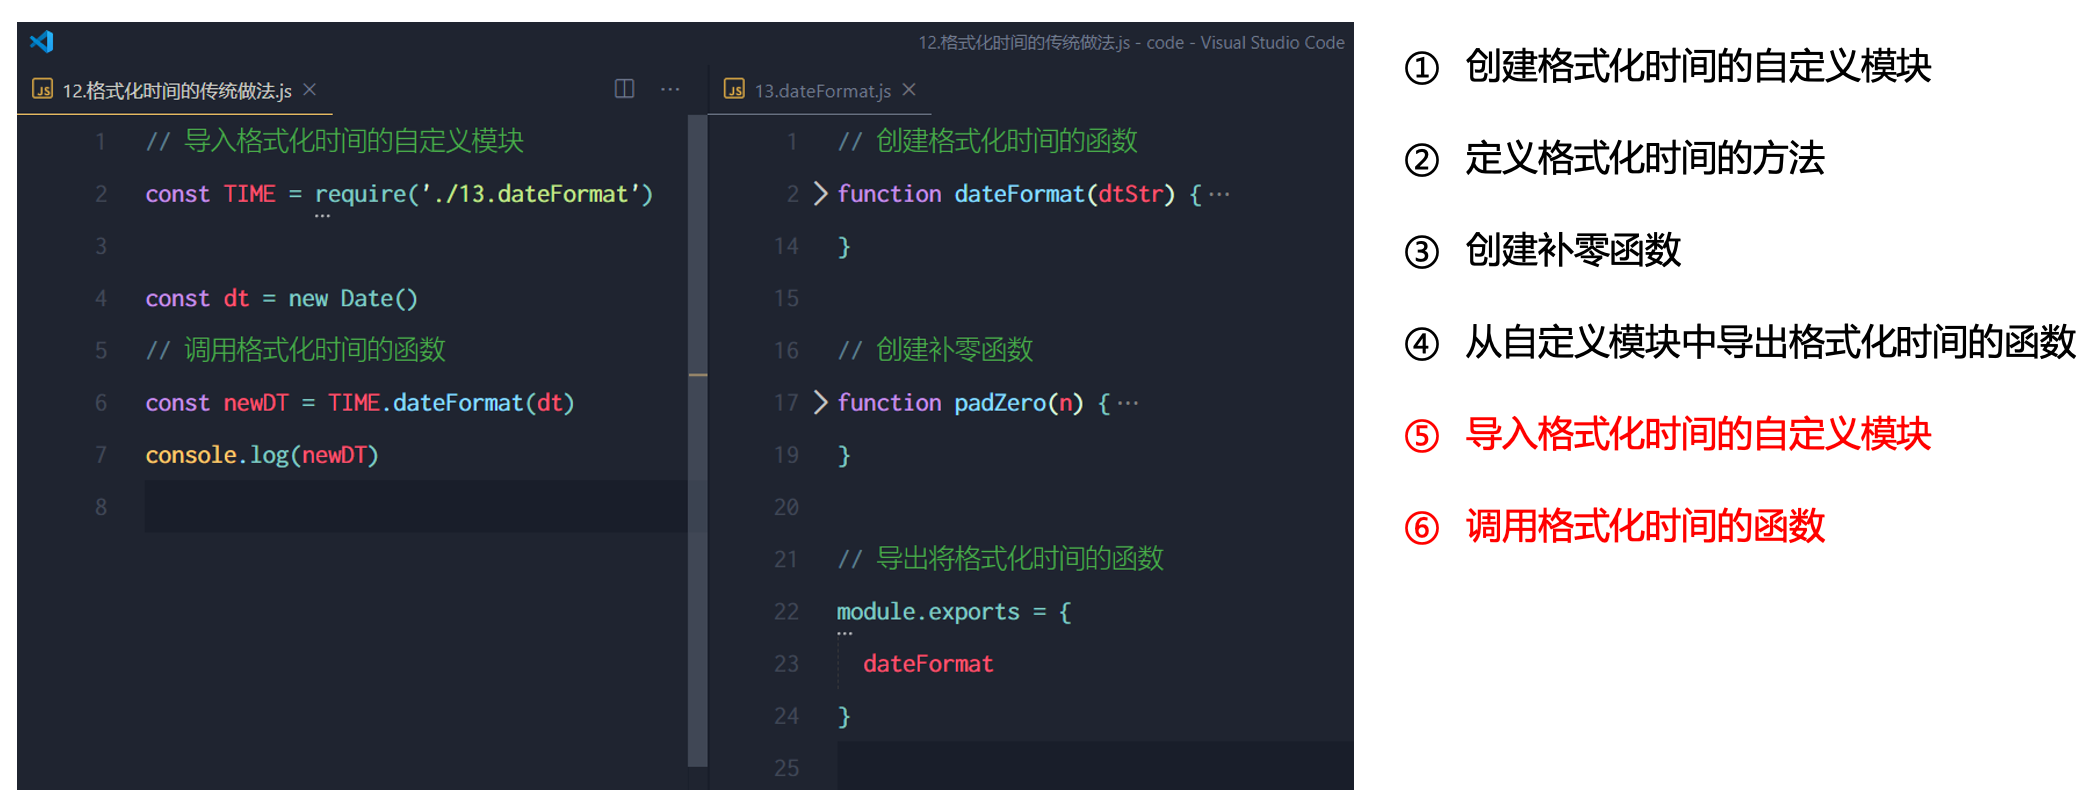 12.格式化时间的传统做法.js - code - Visual Studio Code
12.格式化时间的传统做法.js
1 // 导入格式化时间的自定义模块
2 const TIME = require('./13.dateFormat')
3
4 const dt = new Date()
5 // 调用格式化时间的函数
6 const newDT = TIME.dateFormat(dt)
7 console.log(newDT)
8
13.dateFormat.js
1 // 创建格式化时间的函数
2 function dateFormat(dtStr) {···
14 }
15
16 // 创建补零函数
17 function padZero(n) {···
19 }
20
21 // 导出将格式化时间的函数
22 module.exports = {
23 dateFormat
24 }
25
① 创建格式化时间的自定义模块
② 定义格式化时间的方法
③ 创建补零函数
④ 从自定义模块中导出格式化时间的函数
⑤ 导入格式化时间的自定义模块
⑥ 调用格式化时间的函数